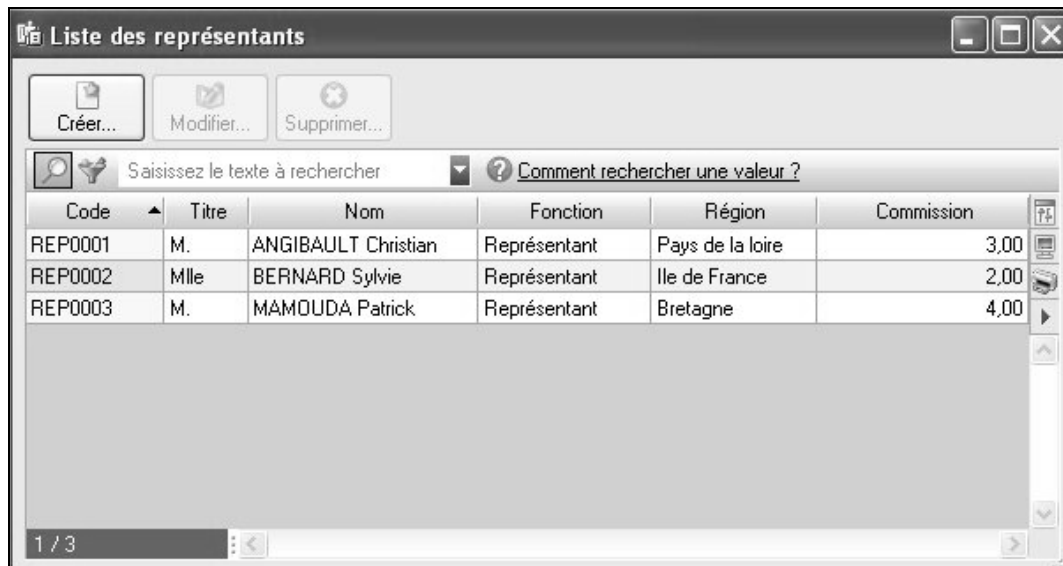 Liste des représentants
Créer... Modifier... Supprimer...
Saisissez le texte à rechercher Comment rechercher une valeur ?
Code Titre Nom Fonction Région Commission
REP0001 M. ANGIBAULT Christian Représentant Pays de la loire 3,00
REP0002 Mlle BERNARD Sylvie Représentant Ile de France 2,00
REP0003 M. MAMOUDA Patrick Représentant Bretagne 4,00
1 / 3